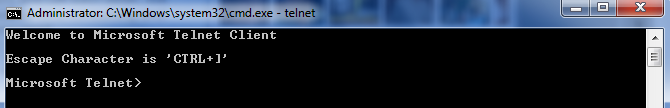 Administrator: C:\Windows\system32\cmd.exe - telnet
Welcome to Microsoft Telnet Client
Escape Character is 'CTRL+]'
Microsoft Telnet>